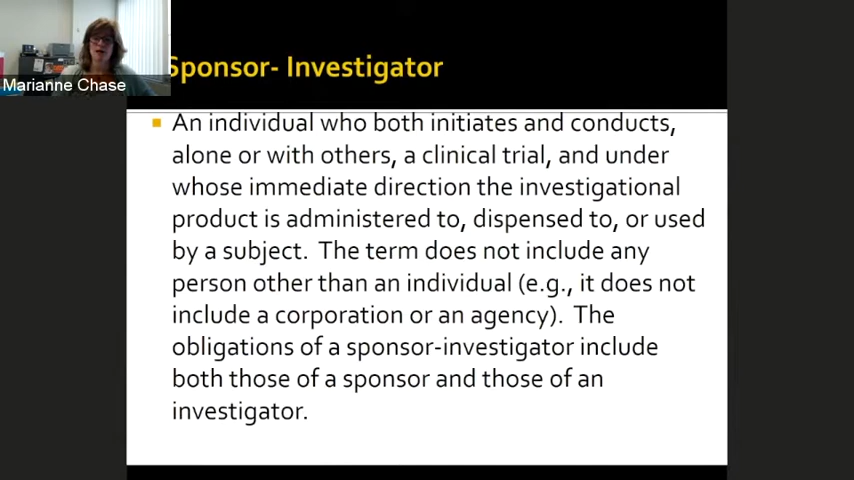 Sponsor- Investigator
Marianne Chase
An individual who both initiates and conducts,
alone or with others, a clinical trial, and under
whose immediate direction the investigational
product is administered to, dispensed to, or used
by a subject.  The term does not include any
person other than an individual (e.g., it does not
include a corporation or an agency).  The
obligations of a sponsor-investigator include
both those of a sponsor and those of an
investigator.